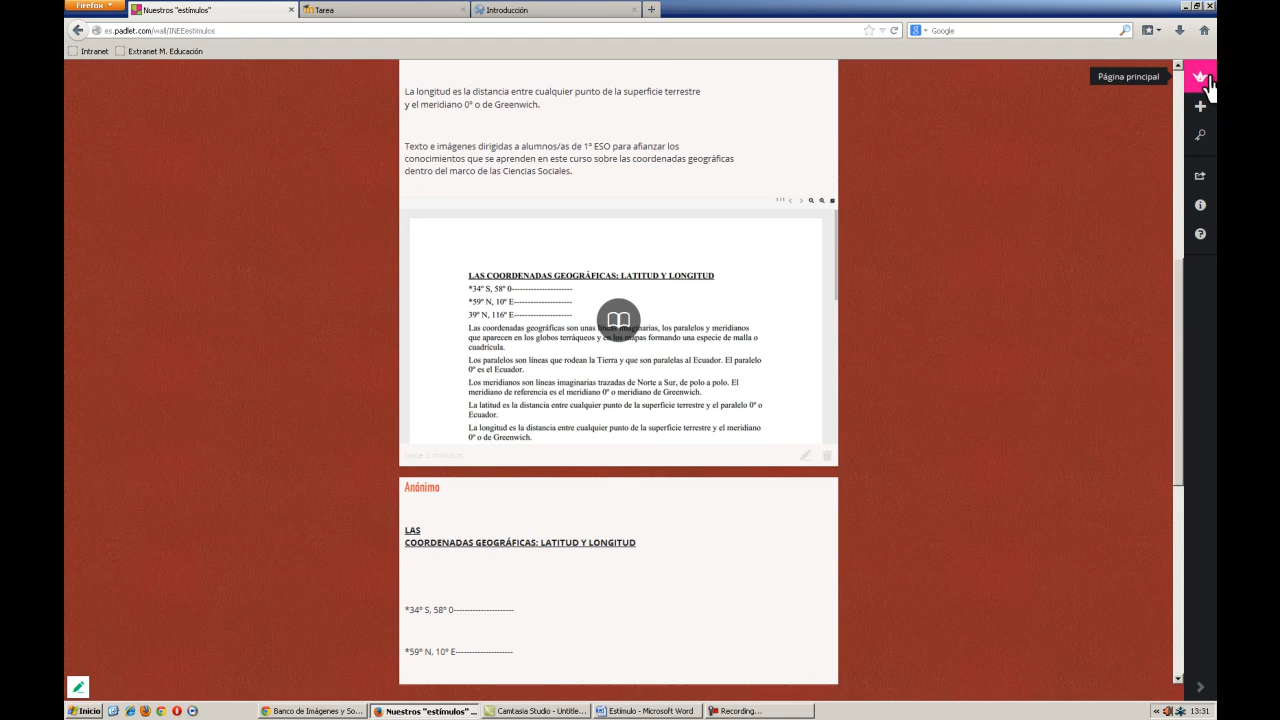 Firefox
Nuestros "estímulos"
Tarea
Introducción
es.padlet.com/wall/INEEestimulos
Google
Intranet
Extranet M. Educación
Página principal
La longitud es la distancia entre cualquier punto de la superficie terrestre
y el meridiano 0º o de Greenwich.
Texto e imágenes dirigidas a alumnos/as de 1º ESO para afianzar los
conocimientos que se aprenden en este curso sobre las coordenadas geográficas
dentro del marco de las Ciencias Sociales.
1 / 1
LAS COORDENADAS GEOGRÁFICAS: LATITUD Y LONGITUD
*34º S, 58º 0----------------------
*59º N, 10º E---------------------
39º N, 116º E---------------------
Las coordenadas geográficas son unas líneas imaginarias, los paralelos y meridianos
que aparecen en los globos terráqueos y en los mapas formando una especie de malla o
cuadrícula.
Los paralelos son líneas que rodean la Tierra y que son paralelas al Ecuador. El paralelo
0º es el Ecuador.
Los meridianos son líneas imaginarias trazadas de Norte a Sur, de polo a polo. El
meridiano de referencia es el meridiano 0º o meridiano de Greenwich.
La latitud es la distancia entre cualquier punto de la superficie terrestre y el paralelo 0º o
Ecuador.
La longitud es la distancia entre cualquier punto de la superficie terrestre y el meridiano
0º o de Greenwich.
hace 2 minutos
Anónimo
LAS
COORDENADAS GEOGRÁFICAS: LATITUD Y LONGITUD
*34º S, 58º 0----------------------
*59º N, 10º E---------------------
Inicio
Banco de Imágenes y So...
Nuestros "estímulos" ...
Camtasia Studio - Untitle...
Estímulo - Microsoft Word
Recording...
13:31